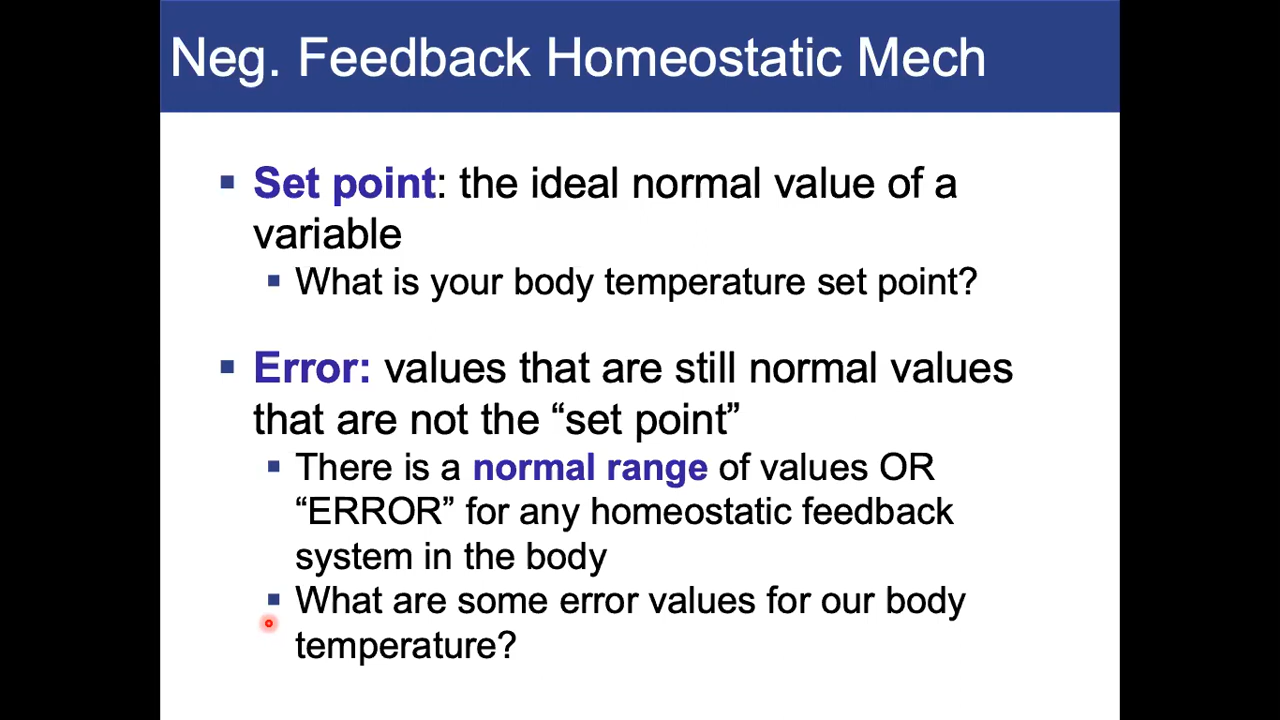 Neg. Feedback Homeostatic Mech
Set point: the ideal normal value of a
variable
What is your body temperature set point?
Error: values that are still normal values
that are not the “set point”
There is a normal range of values OR
“ERROR” for any homeostatic feedback
system in the body
What are some error values for our body
temperature?